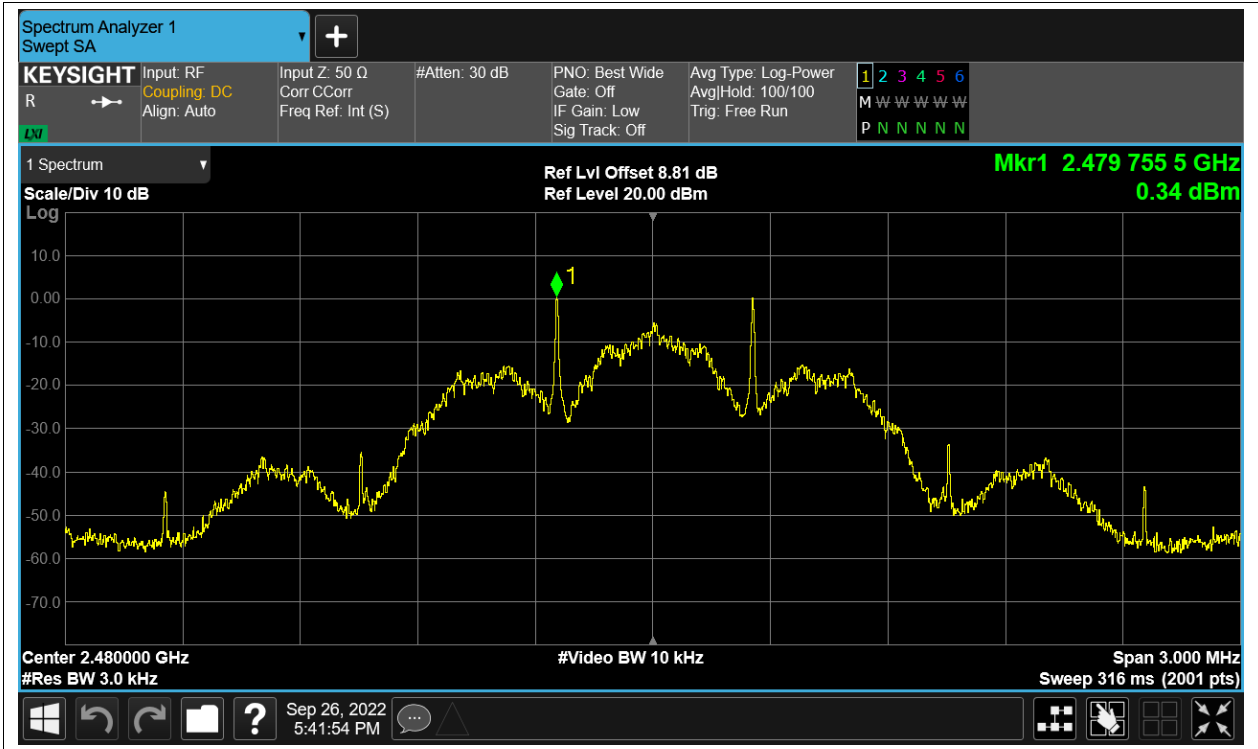 Spectrum Analyzer 1
Swept SA
+
KEYSIGHT
R
LXI
Input: RF
Coupling: DC
Align: Auto
Input Z: 50 Ω
Corr CCorr
Freq Ref: Int (S)
#Atten: 30 dB
PNO: Best Wide
Gate: Off
IF Gain: Low
Sig Track: Off
Avg Type: Log-Power
Avg|Hold: 100/100
Trig: Free Run
1 2 3 4 5 6
M W W W W W
P N N N N N
1 Spectrum
Scale/Div 10 dB
Log
Ref Lvl Offset 8.81 dB
Ref Level 20.00 dBm
Mkr1 2.479 755 5 GHz
0.34 dBm
10.0
0.00
-10.0
-20.0
-30.0
-40.0
-50.0
-60.0
-70.0
1
Center 2.480000 GHz
#Res BW 3.0 kHz
#Video BW 10 kHz
Span 3.000 MHz
Sweep 316 ms (2001 pts)
?
Sep 26, 2022
5:41:54 PM